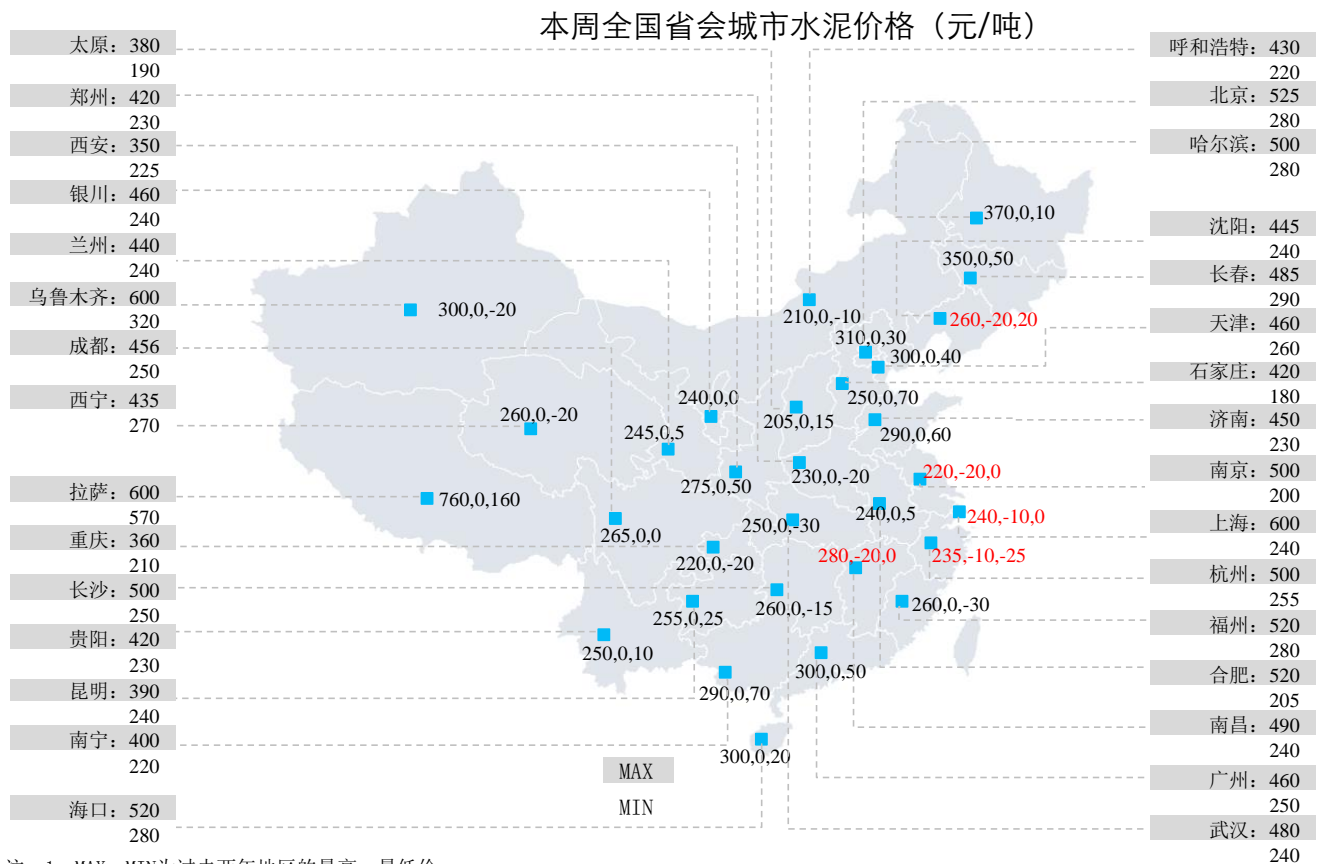 本周全国省会城市水泥价格（元/吨）
太原：380
190
郑州：420
230
西安：350
225
银川：460
240
兰州：440
240
乌鲁木齐：600
320
成都：456
250
西宁：435
270
拉萨：600
570
重庆：360
210
长沙：500
250
贵阳：420
230
昆明：390
240
南宁：400
220
海口：520
280
370,0,10
350,0,50
300,0,-20
210,0,-10
260,-20,20
310,0,30
300,0,40
250,0,70
240,0,0
205,0,15
290,0,60
260,0,-20
245,0,5
230,0,-20
220,-20,0
275,0,50
760,0,160
240,0,5
240,-10,0
250,0,-30
265,0,0
220,0,-20
280,-20,0
235,-10,-25
260,0,-15
260,0,-30
255,0,25
250,0,10
300,0,50
290,0,70
300,0,20
MAX
MIN
呼和浩特：430
220
北京：525
280
哈尔滨：500
280
沈阳：445
240
长春：485
290
天津：460
260
石家庄：420
180
济南：450
230
南京：500
200
上海：600
240
杭州：500
255
福州：520
280
合肥：520
205
南昌：490
240
广州：460
250
武汉：480
240